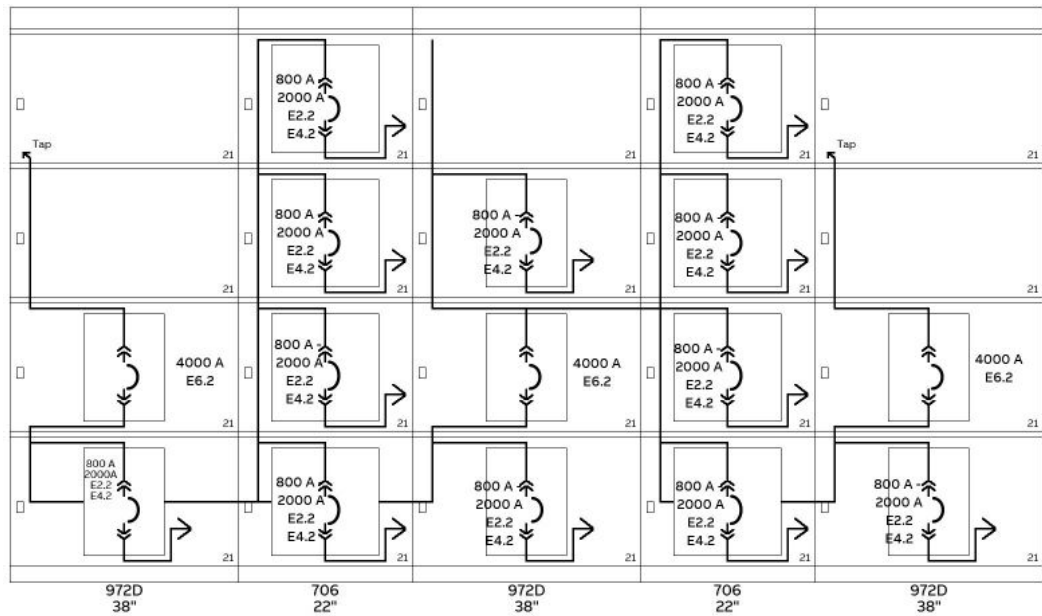 800 A
2000 A
E2.2
E4.2
800 A -
2000 A
E2.2
E4.2
Tap
21
21
21
21
Tap
21
800 A -
2000 A
E2.2
E4.2
800 A -
2000 A
E2.2
E4.2
800 A -
2000 A
E2.2
E4.2
21
21
21
21
21
4000 A
E6.2
800 A -
2000 A
E2.2
E4.2
4000 A
E6.2
800 A -
2000 A
E2.2
E4.2
4000 A
E6.2
21
21
21
21
21
800 A
2000A
E2.2
E4.2
800 A -
2000 A
E2.2
E4.2
800 A -
2000 A
E2.2
E4.2
800 A -
2000 A
E2.2
E4.2
800 A -
2000 A
E2.2
E4.2
21
21
21
21
21
972D
38"
706
22"
972D
38"
706
22"
972D
38"